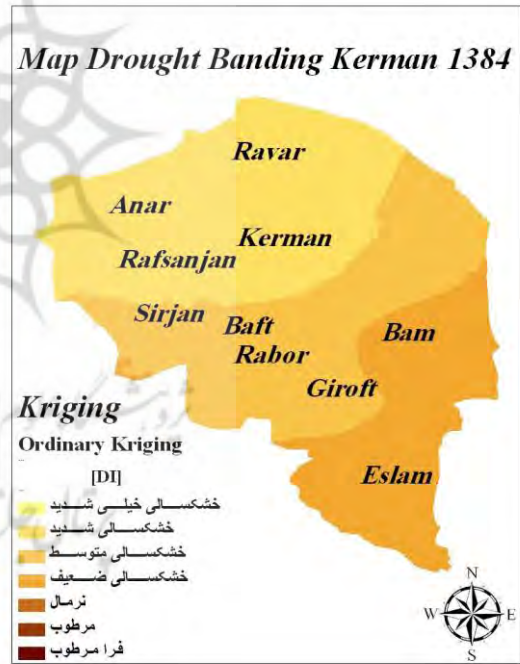 Map Drought Banding Kerman 1384
Ravar
Anar
Kerman
Rafsanjan
Sirjan
Baft
Bam
Rabor
Giroft
Eslam
Kriging
Ordinary Kriging
[DI]
خشکسالی خیلی شدید
خشکسالی شدید
خشکسالی متوسط
خشکسالی ضعیف
نرمال
مرطوب
فرا مرطوب
N
W E
S